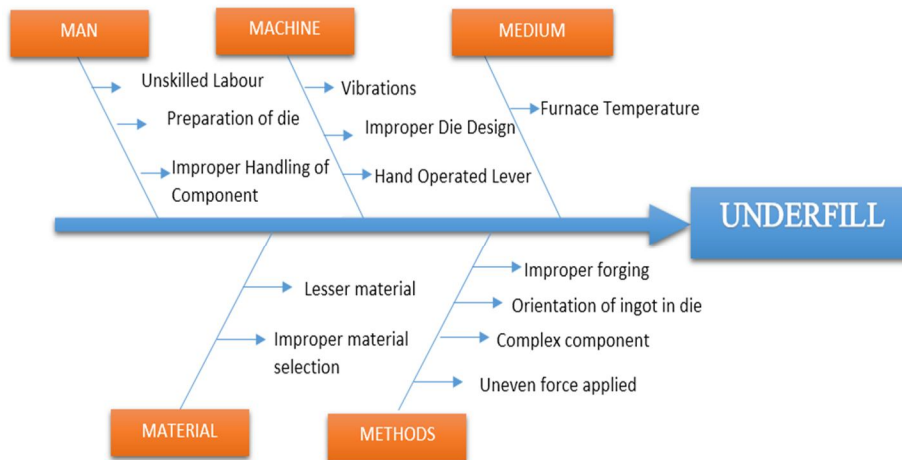 MAN
MACHINE
MEDIUM
Unskilled Labour
Preparation of die
Improper Handling of
Component
Vibrations
Improper Die Design
Hand Operated Lever
Furnace Temperature
UNDERFILL
Lesser material
Improper material
selection
Improper forging
Orientation of ingot in die
Complex component
Uneven force applied
MATERIAL
METHODS